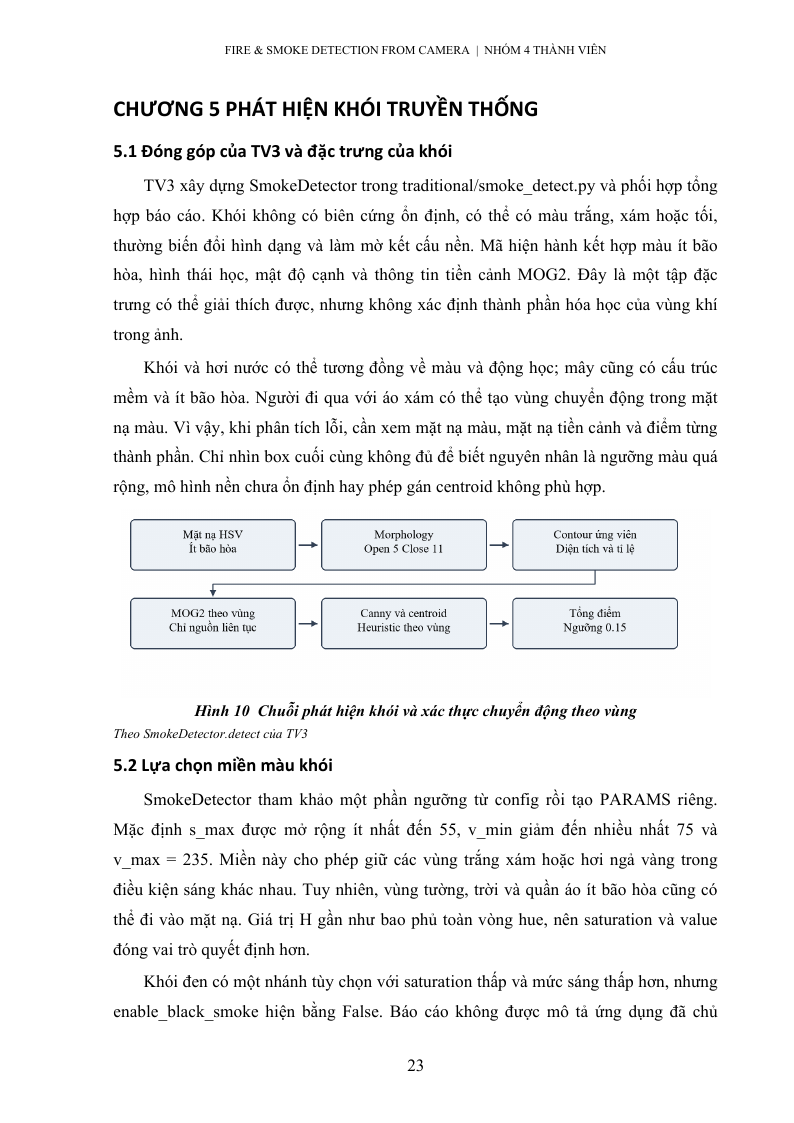 FIRE & SMOKE DETECTION FROM CAMERA | NHÓM 4 THÀNH VIÊN
CHƯƠNG 5 PHÁT HIỆN KHÓI TRUYỀN THỐNG
5.1 Đóng góp của TV3 và đặc trưng của khói
TV3 xây dựng SmokeDetector trong traditional/smoke_detect.py và phối hợp tổng
hợp báo cáo. Khói không có biên cứng ổn định, có thể có màu trắng, xám hoặc tối,
thường biến đổi hình dạng và làm mờ kết cấu nền. Mã hiện hành kết hợp màu ít bão
hòa, hình thái học, mật độ cạnh và thông tin tiền cảnh MOG2. Đây là một tập đặc
trưng có thể giải thích được, nhưng không xác định thành phần hóa học của vùng khí
trong ảnh.
Khói và hơi nước có thể tương đồng về màu và động học; mây cũng có cấu trúc
mềm và ít bão hòa. Người đi qua với áo xám có thể tạo vùng chuyển động trong mặt
nạ màu. Vì vậy, khi phân tích lỗi, cần xem mặt nạ màu, mặt nạ tiền cảnh và điểm từng
thành phần. Chỉ nhìn box cuối cùng không đủ để biết nguyên nhân là ngưỡng màu quá
rộng, mô hình nền chưa ổn định hay phép gán centroid không phù hợp.
Mặt nạ HSV
Ít bão hòa
Morphology
Open 5 Close 11
Contour ứng viên
Diện tích và tỉ lệ
MOG2 theo vùng
Chỉ nguồn liên tục
Canny và centroid
Heuristic theo vùng
Tổng điểm
Ngưỡng 0.15
Hình 10 Chuỗi phát hiện khói và xác thực chuyển động theo vùng
Theo SmokeDetector.detect của TV3
5.2 Lựa chọn miền màu khói
SmokeDetector tham khảo một phần ngưỡng từ config rồi tạo PARAMS riêng.
Mặc định s_max được mở rộng ít nhất đến 55, v_min giảm đến nhiều nhất 75 và
v_max = 235. Miền này cho phép giữ các vùng trắng xám hoặc hơi ngả vàng trong
điều kiện sáng khác nhau. Tuy nhiên, vùng tường, trời và quần áo ít bão hòa cũng có
thể đi vào mặt nạ. Giá trị H gần như bao phủ toàn vòng hue, nên saturation và value
đóng vai trò quyết định hơn.
Khói đen có một nhánh tùy chọn với saturation thấp và mức sáng thấp hơn, nhưng
enable_black_smoke hiện bằng False. Báo cáo không được mô tả ứng dụng đã chủ
23